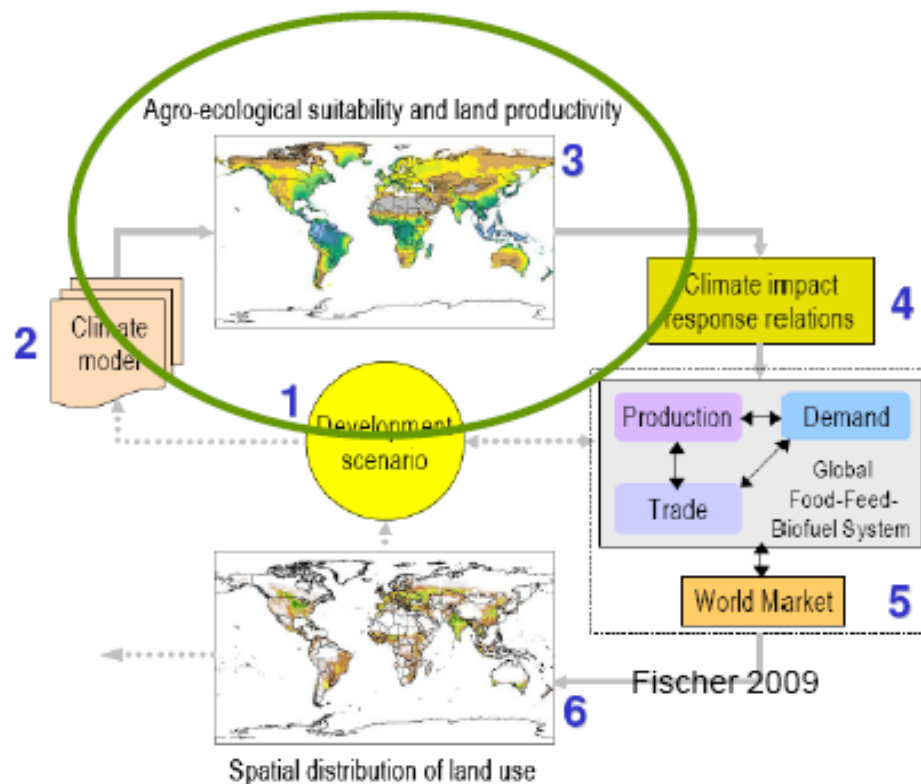 Agro-ecological suitability and land productivity
3
2
Climate
model
Climate impact
response relations
4
1
Development
scenario
Production
Demand
Trade
Global
Food-Feed-
Biofuel System
World Market
5
Fischer 2009
6
Spatial distribution of land use